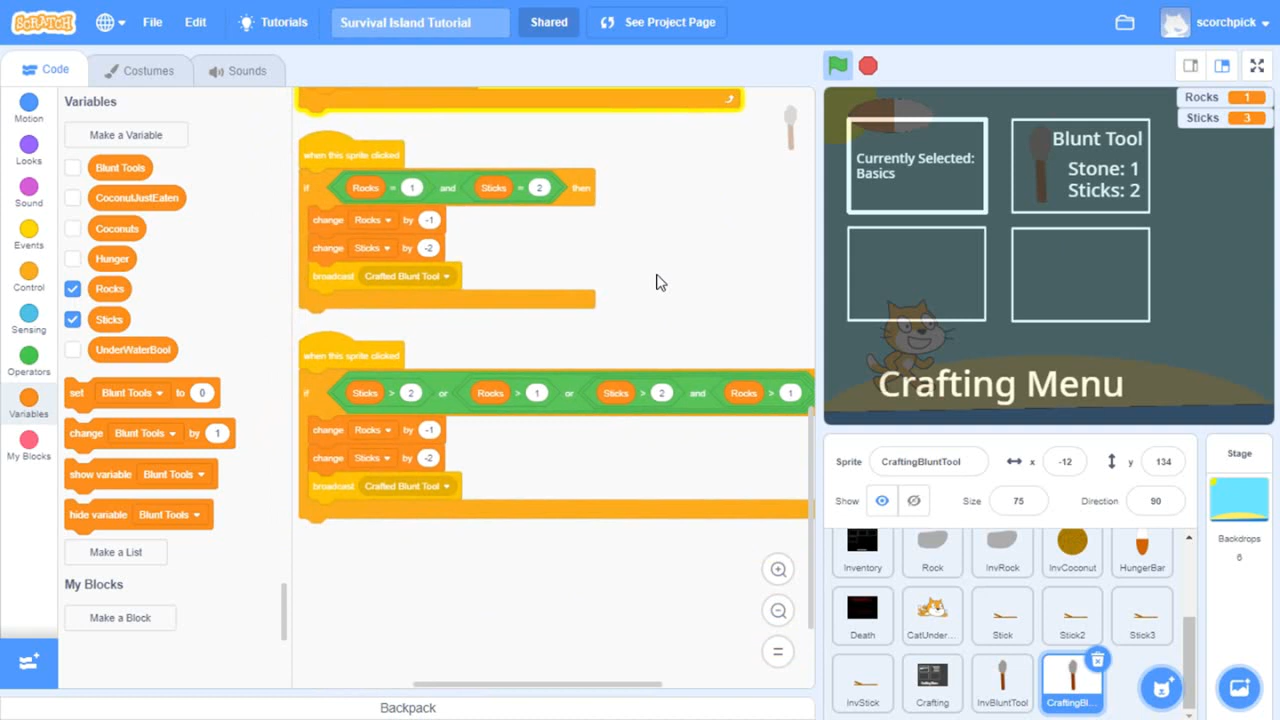 SCRATCH File Edit Tutorials Survival Island Tutorial Shared See Project Page scorchpick
Code Costumes Sounds
Motion
Looks
Sound
Events
Control
Sensing
Operators
Variables
My Blocks
Variables
Make a Variable
Blunt Tools
CoconutJustEaten
Coconuts
Hunger
Rocks
Sticks
UnderWaterBool
set Blunt Tools to 0
change Blunt Tools by 1
show variable Blunt Tools
hide variable Blunt Tools
Make a List
My Blocks
Make a Block
when this sprite clicked
if Rocks = 1 and Sticks = 2 then
change Rocks by -1
change Sticks by -2
broadcast Crafted Blunt Tool
when this sprite clicked
if Sticks > 2 or Rocks > 1 or Sticks > 2 and Rocks > 1
change Rocks by -1
change Sticks by -2
broadcast Crafted Blunt Tool
Backpack
Rocks 1
Sticks 3
Currently Selected:
Basics
Blunt Tool
Stone: 1
Sticks: 2
Crafting Menu
Sprite CraftingBluntTool x -12 y 134
Show Size 75 Direction 90
Inventory Rock InvRock InvCoconut HungerBar
Death CatUnder... Stick Stick2 Stick3
InvStick Crafting InvBluntTool CraftingBl...
Stage
Backdrops
6